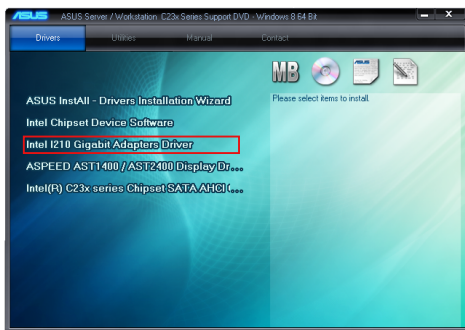 ASUS ASUS Server / Workstation C23x Series Support DVD - Windows 8 64 Bit
Drivers Utilities Manual Contact
MB
Please select items to install.
ASUS InstAll - Drivers Installation Wizard
Intel Chipset Device Software
Intel I210 Gigabit Adapters Driver
ASPEED AST1400 / AST2400 Display Dr...
Intel(R) C23x series Chipset SATA AHCI (...